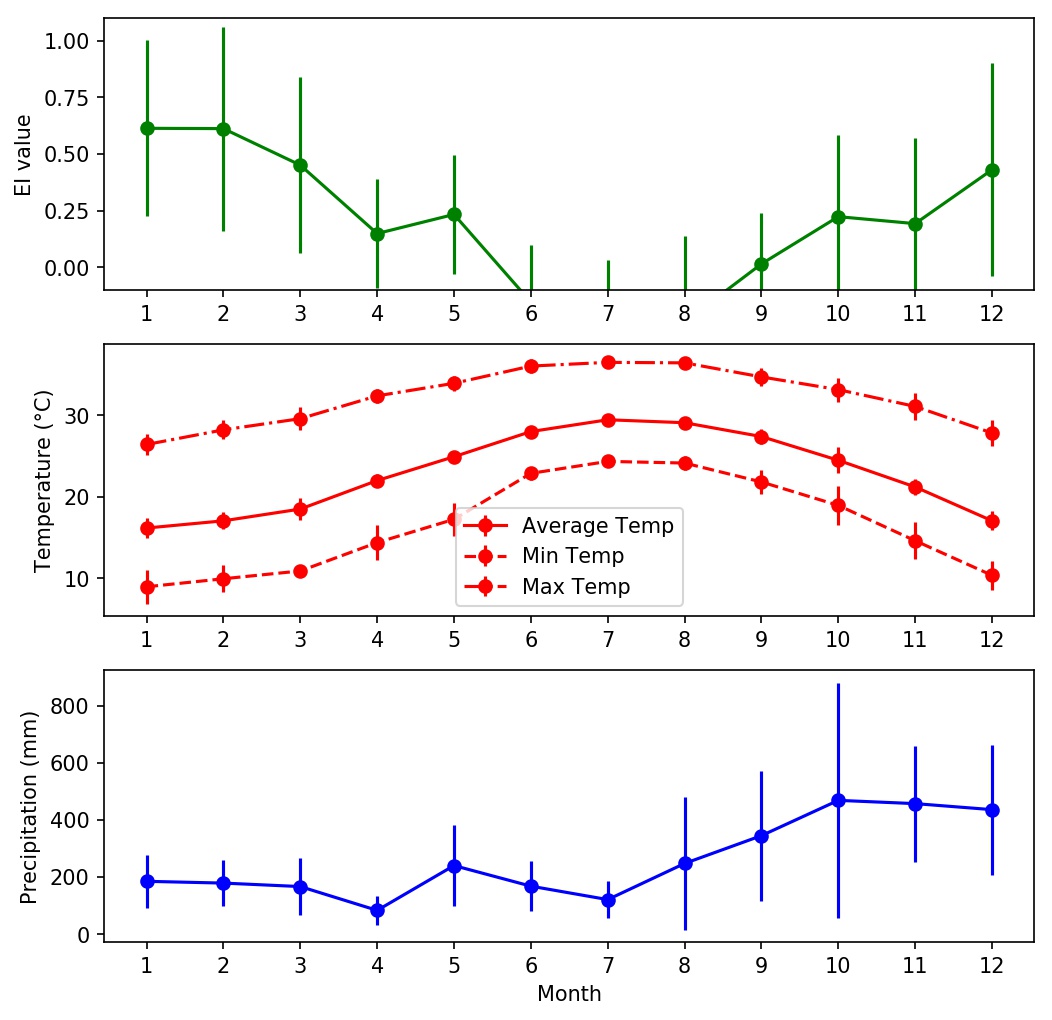 EI value
1.00
0.75
0.50
0.25
0.00
1 2 3 4 5 6 7 8 9 10 11 12
Temperature (°C)
30
20
10
Average Temp
Min Temp
Max Temp
1 2 3 4 5 6 7 8 9 10 11 12
Precipitation (mm)
800
600
400
200
0
1 2 3 4 5 6 7 8 9 10 11 12
Month